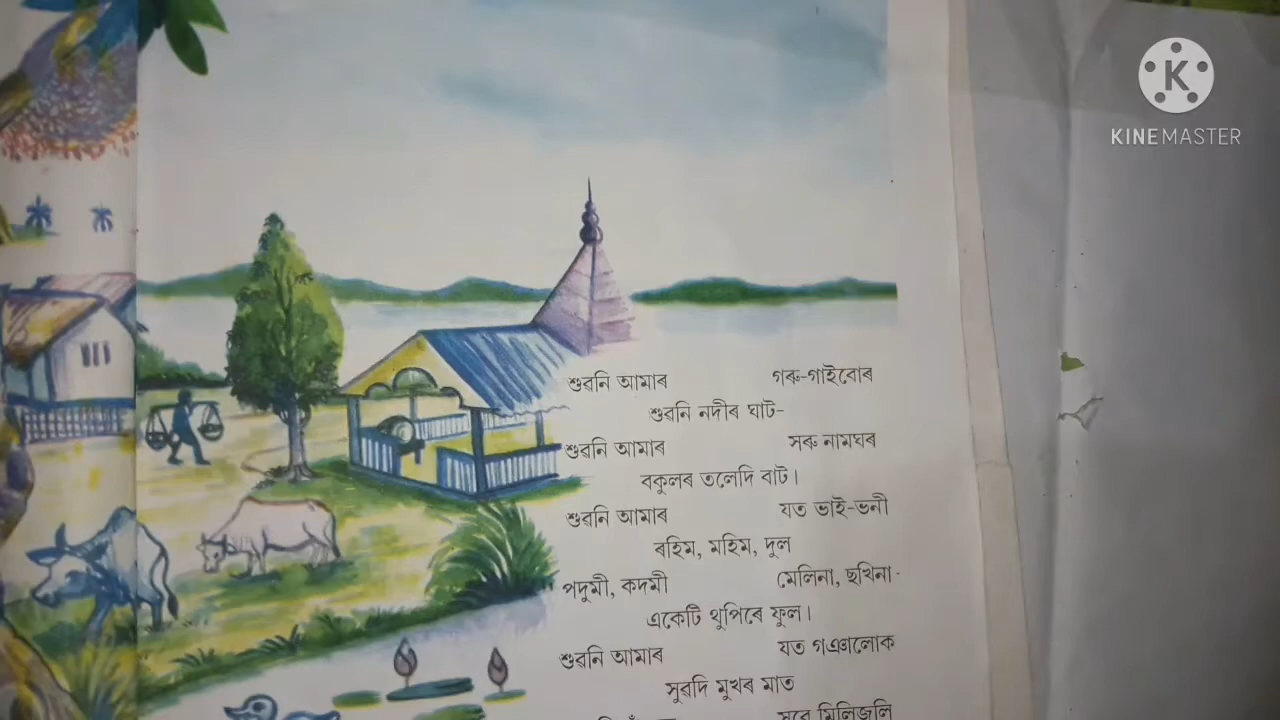 KINEMASTER
শুৱনি আমাৰ গৰু-গাইবোৰ
শুৱনি নদীৰ ঘাট-
শুৱনি আমাৰ সৰু নামঘৰ
বকুলৰ তলেদি বাট।
শুৱনি আমাৰ যত ভাই-ভনী
ৰহিম, মহিম, দুল
পদুমী, কদমী মেলিনা, ছখিনা-
একেটি থুপিৰে ফুল।
শুৱনি আমাৰ যত গঞালোক
সুৱদি মুখৰ মাত
সবে মিলিজুলি